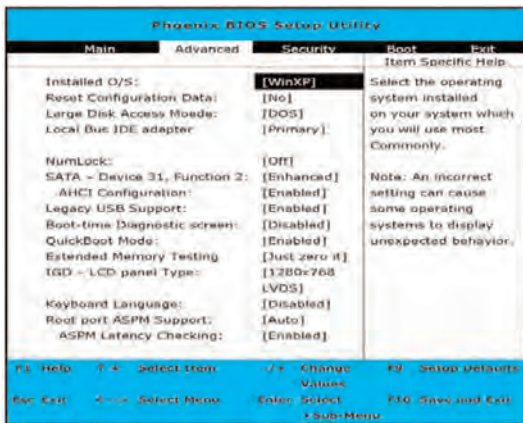 Phoenix BIOS Setup Utility
Main Advanced Security Boot Exit
Item Specific Help
Installed O/S: [WinXP]
Reset Configuration Data: [No]
Large Disk Access Moede: [DOS]
Local Bus IDE adapter [Primary]
NumLock: [Off]
SATA – Device 31, Function 2: [Enhanced]
AHCI Configuration: [Enabled]
Legacy USB Support: [Enabled]
Boot-time Diagnostic screen: [Disabled]
QuickBoot Mode: [Enabled]
Extended Memory Testing [Just zero it]
IGD – LCD panel Type: [1280x768
LVDS]
Keyboard Language: [Disabled]
Root port ASPM Support: [Auto]
ASPM Latency Checking: [Enabled]
Select the operating
system installed
on your system which
you will use most
Commonly.
Note: An incorrect
setting can cause
some operating
systems to display
unexpected behavior.
F1 Help Select Item -/+ Change Values F9 Setup Defaults
Esc Exit <---> Select Menu Enter Select Sub-Menu F10 Save and Exit